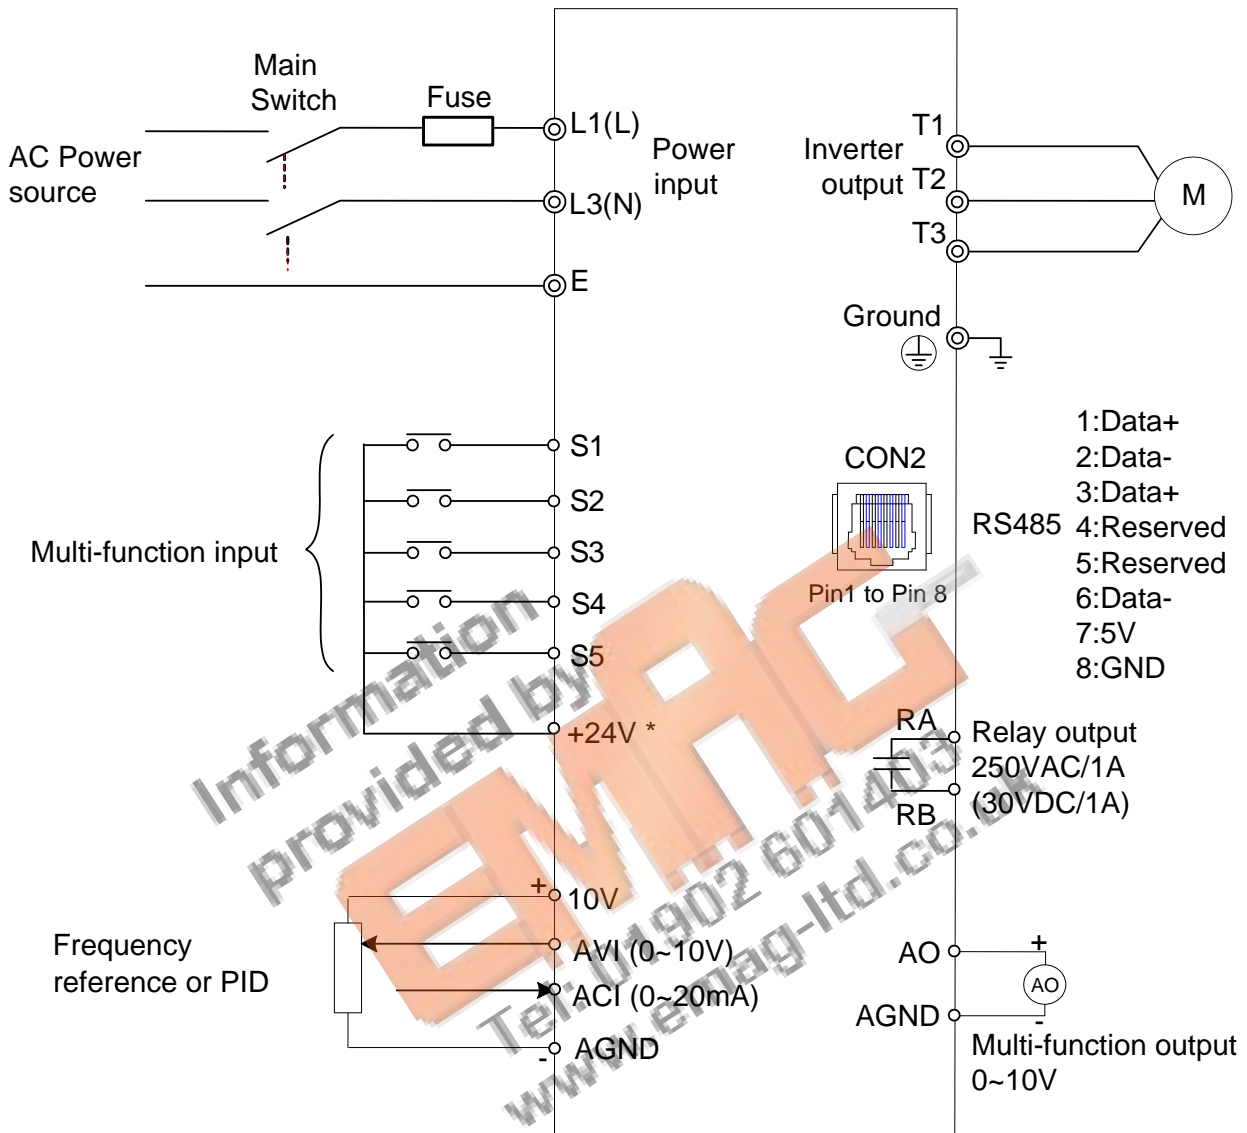 Main
Switch
Fuse
AC Power
source
L1(L)
L3(N)
E
Power
input
Inverter
output
T1
T2
T3
M
Ground
Multi-function input
S1
S2
S3
S4
S5
+24V *
CON2
Pin1 to Pin 8
RS485
1:Data+
2:Data-
3:Data+
4:Reserved
5:Reserved
6:Data-
7:5V
8:GND
RA
RB
Relay output
250VAC/1A
(30VDC/1A)
Frequency
reference or PID
+
10V
AVI (0~10V)
ACI (0~20mA)
-
AGND
AO
AGND
+
AO
-
Multi-function output
0~10V
Information
provided by
EMAG
Tel: 01902 601403
www.emag-ltd.co.uk